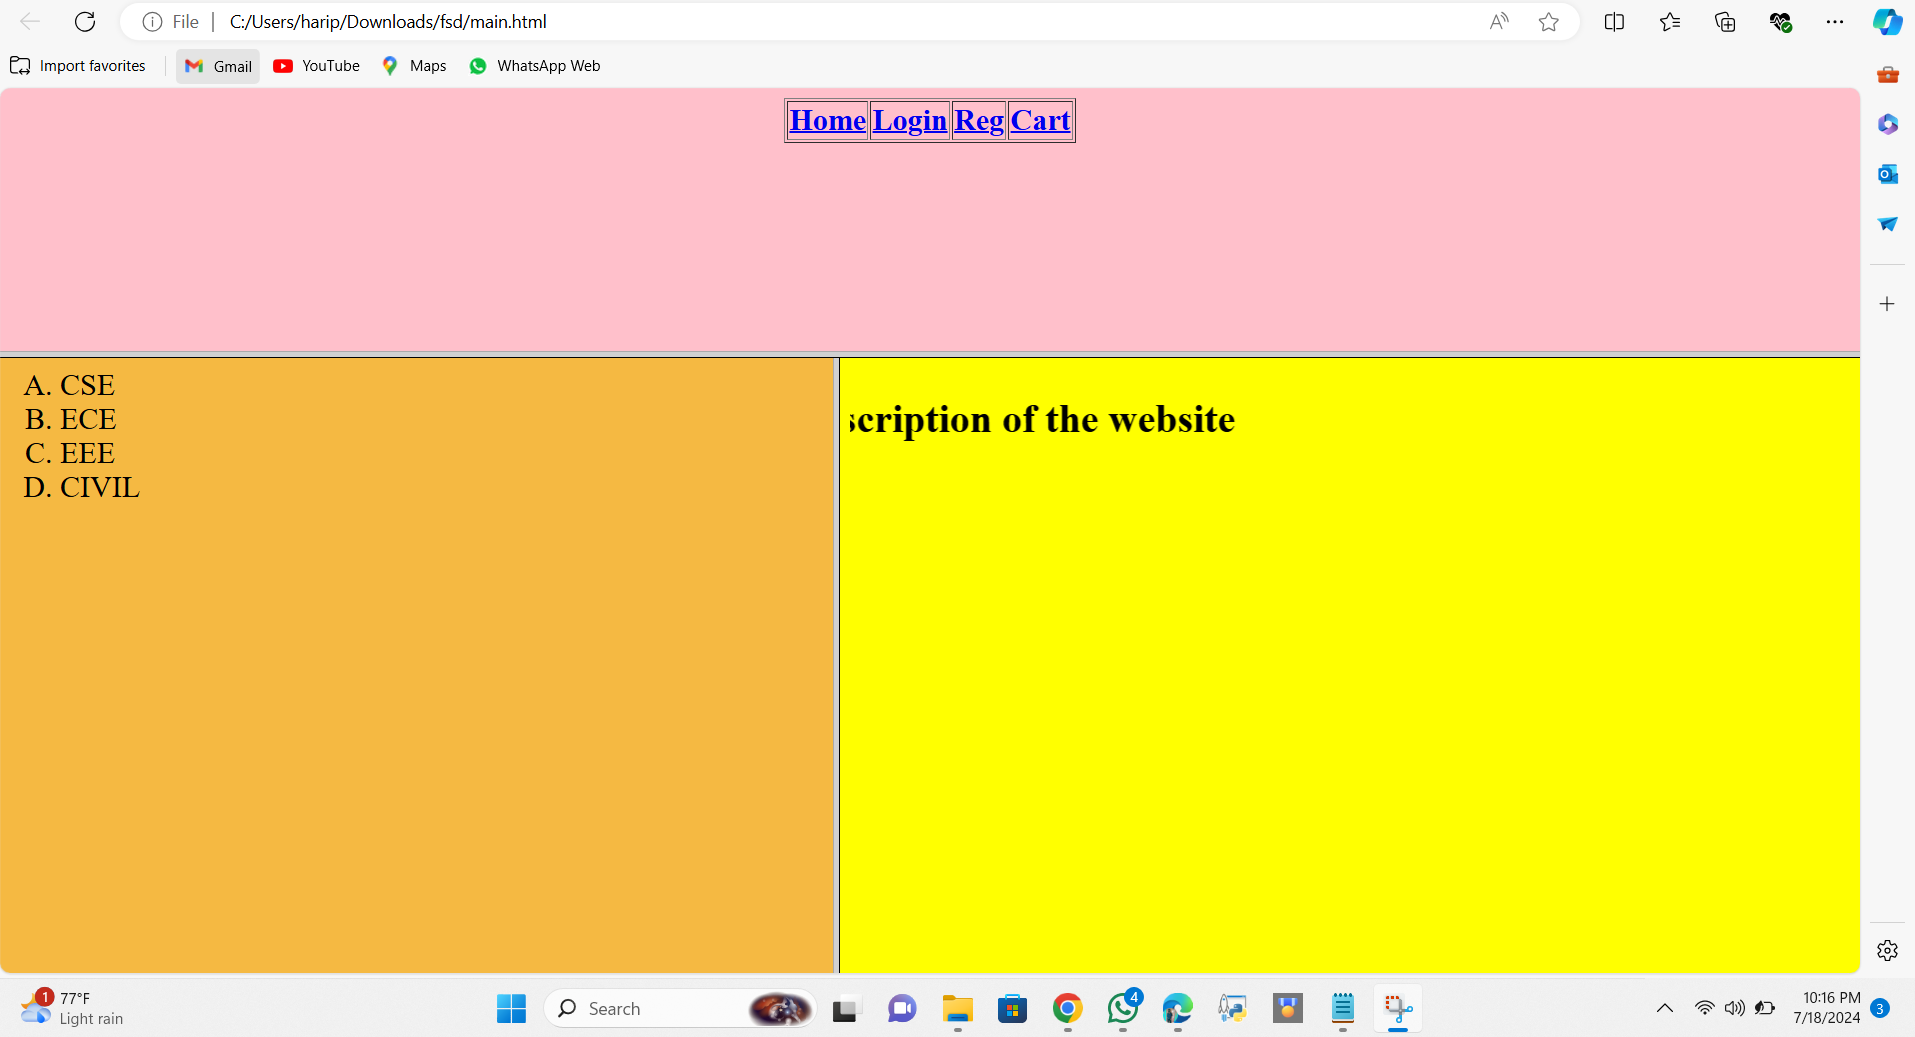 File C:/Users/harip/Downloads/fsd/main.html
Import favorites Gmail YouTube Maps WhatsApp Web
Home Login Reg Cart
A. CSE
B. ECE
C. EEE
D. CIVIL
scription of the website
1 77°F
Light rain
Search
4
10:16 PM
7/18/2024
3